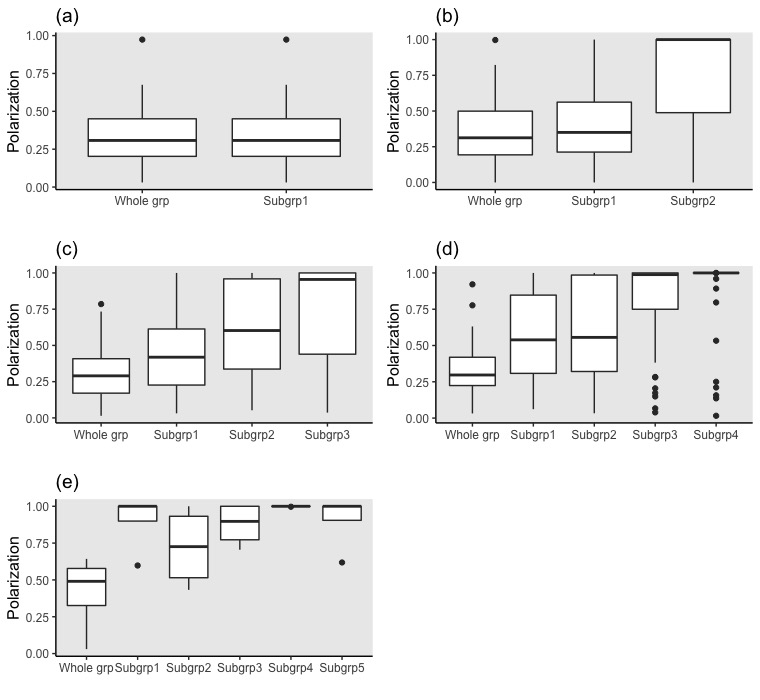 (a)
Polarization
1.00
0.75
0.50
0.25
0.00
Whole grp Subgrp1
(b)
Polarization
1.00
0.75
0.50
0.25
0.00
Whole grp Subgrp1 Subgrp2
(c)
Polarization
1.00
0.75
0.50
0.25
0.00
Whole grp Subgrp1 Subgrp2 Subgrp3
(d)
Polarization
1.00
0.75
0.50
0.25
0.00
Whole grp Subgrp1 Subgrp2 Subgrp3 Subgrp4
(e)
Polarization
1.00
0.75
0.50
0.25
0.00
Whole grp Subgrp1 Subgrp2 Subgrp3 Subgrp4 Subgrp5